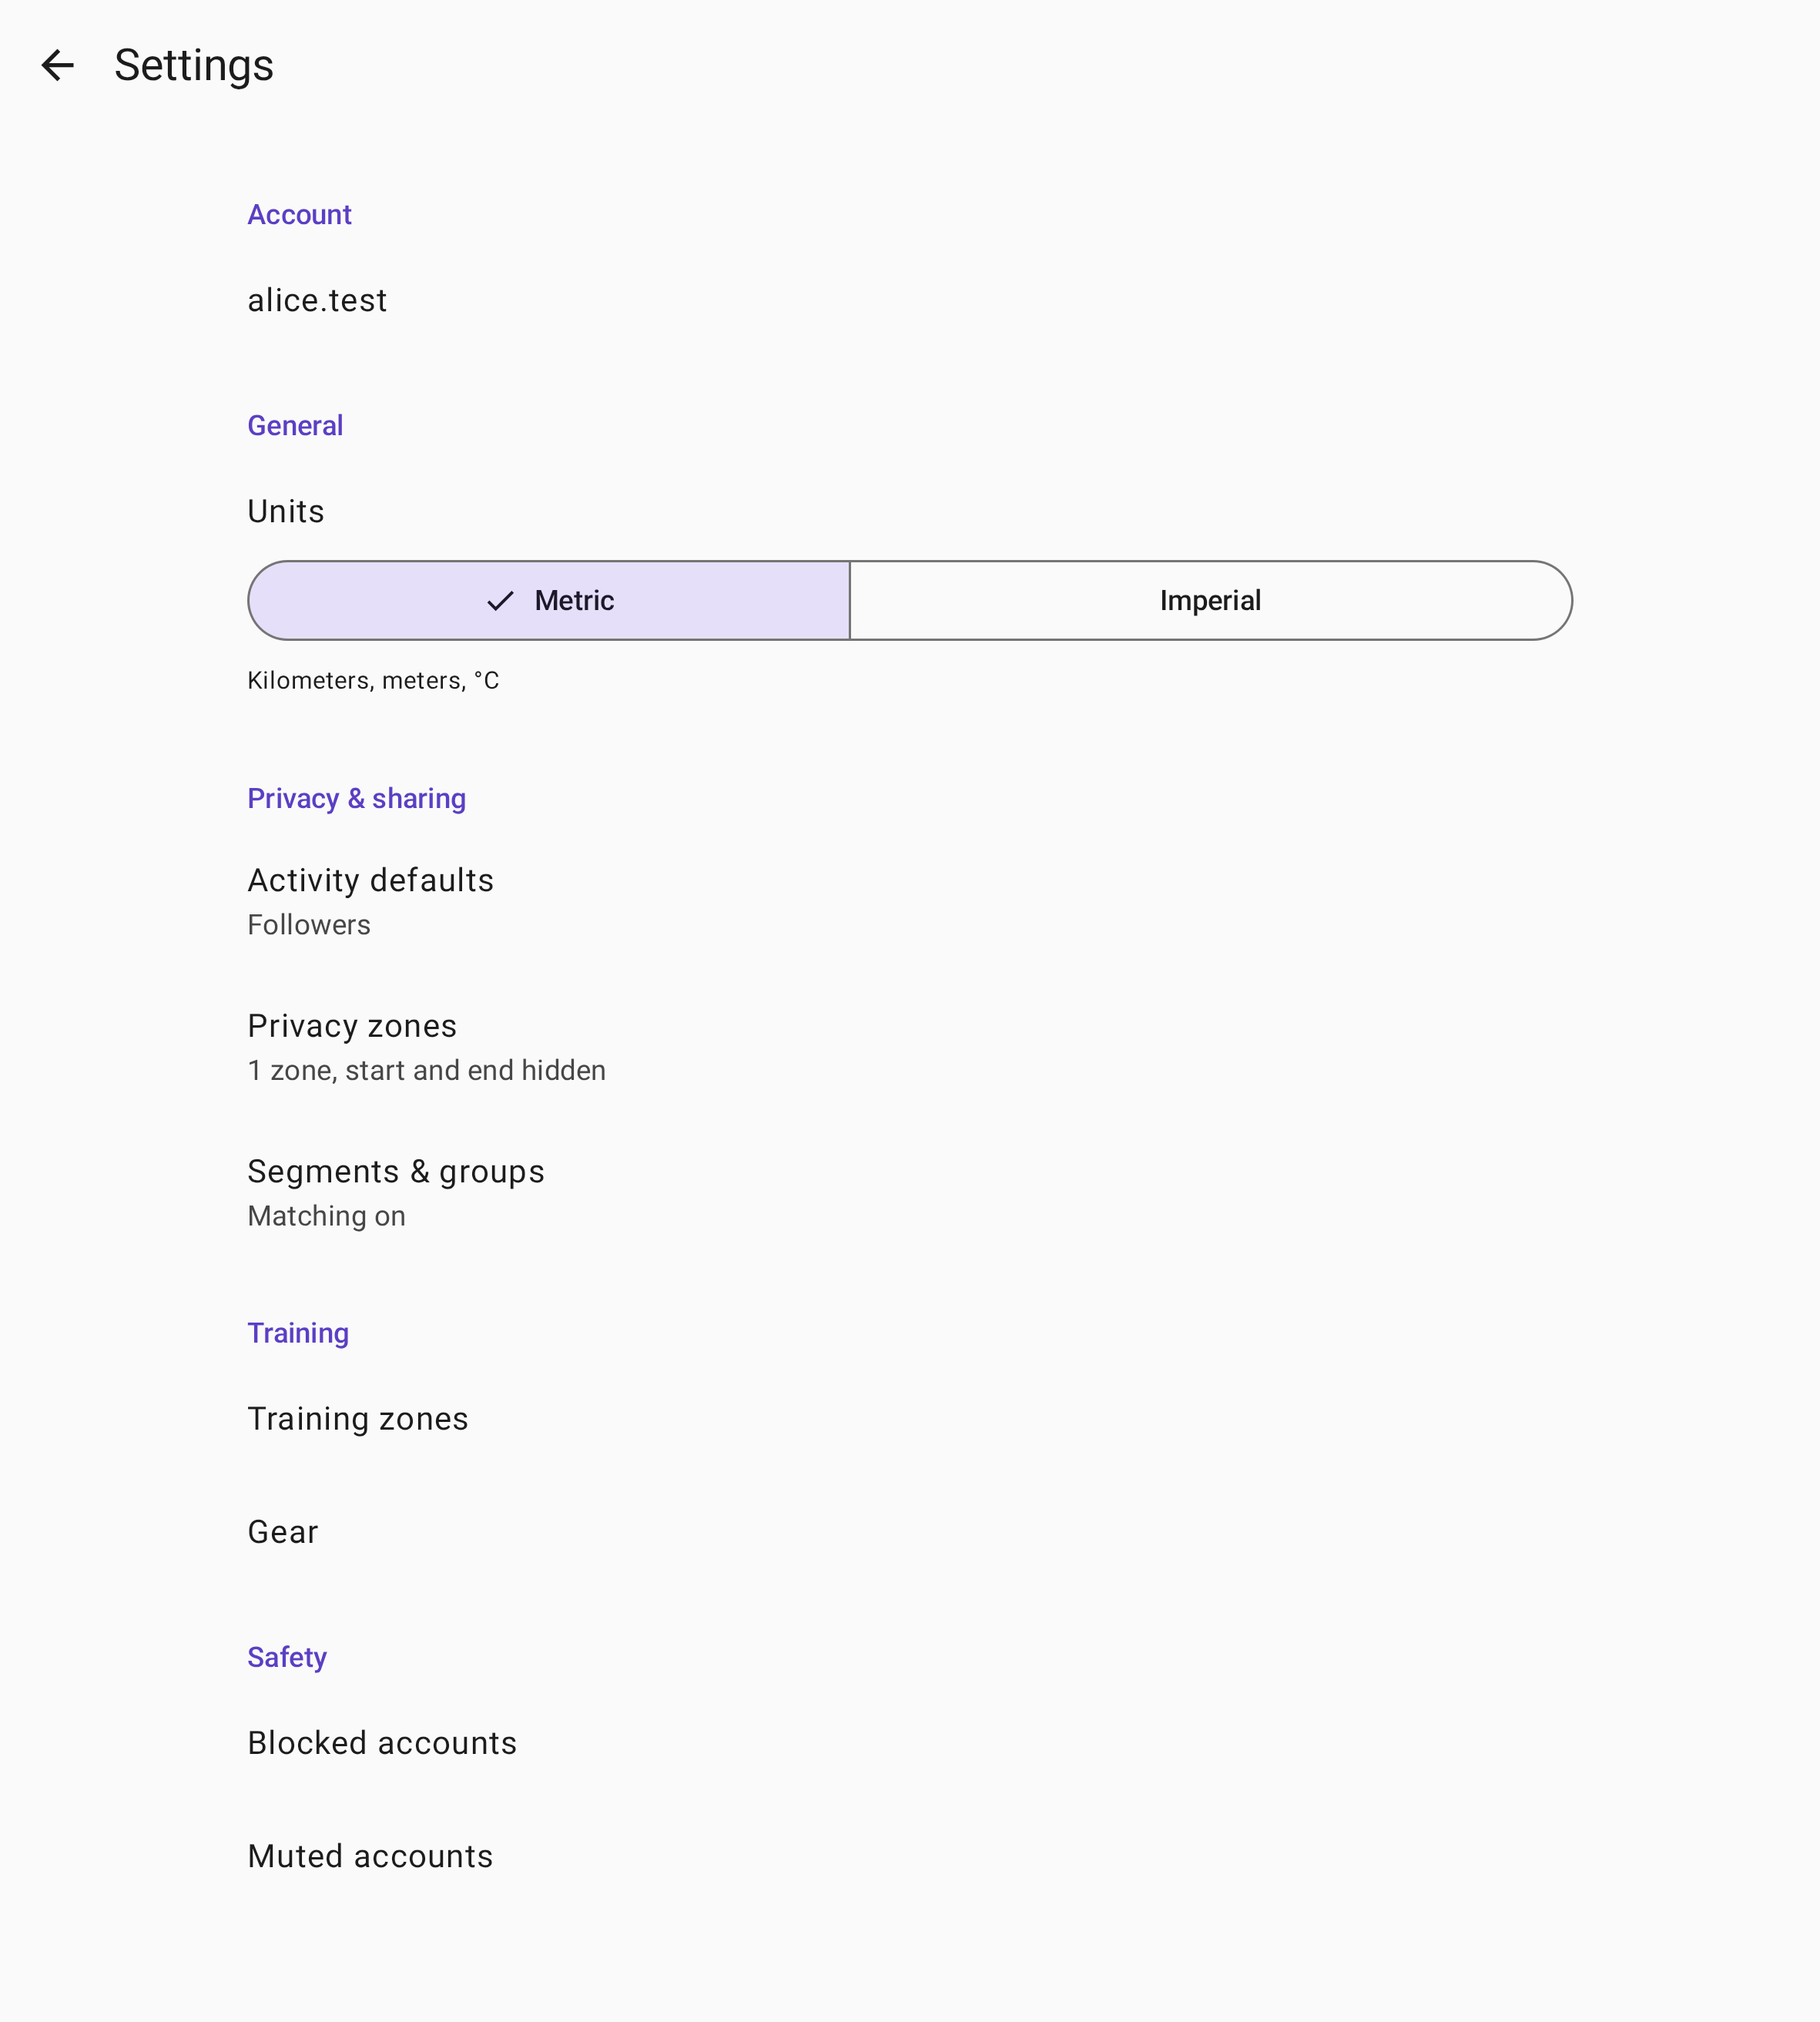 Settings
Account
alice.test
General
Units
Metric
Imperial
Kilometers, meters, °C
Privacy & sharing
Activity defaults
Followers
Privacy zones
1 zone, start and end hidden
Segments & groups
Matching on
Training
Training zones
Gear
Safety
Blocked accounts
Muted accounts